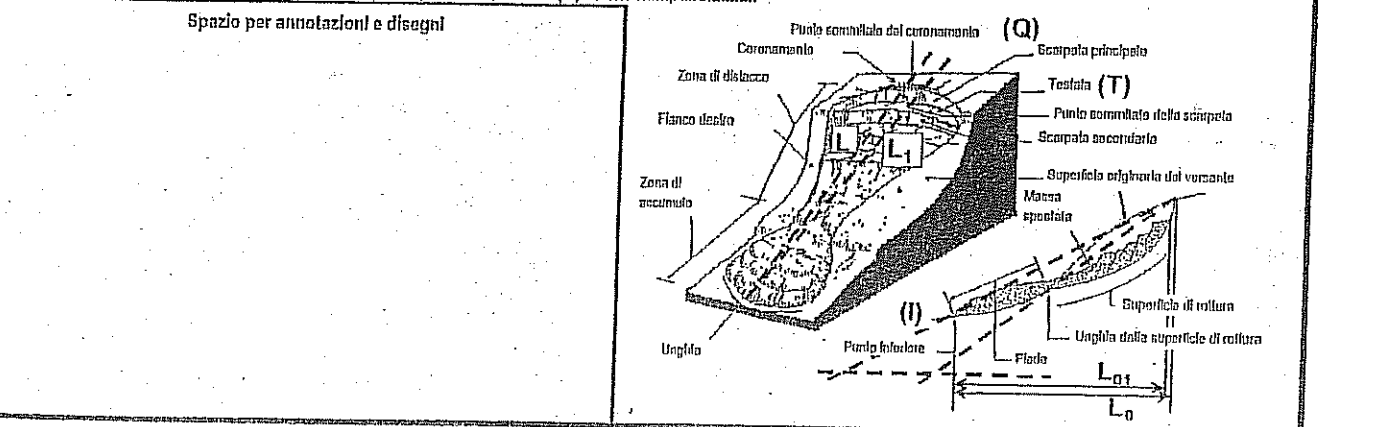 Spazio per annotazioni e disegni
Punto sommitale del coronamento (Q)
Coronamento
Scarpata principale
Zona di distacco
Testata (T)
Fianco destro
Punto sommitale della scarpata
Scarpata secondaria
L
L1
Superficie originaria del versante
Zona di
accumulo
Massa
spostata
(I)
Superficie di rottura
Unghia della superficie di rottura
Unghia
Punto inferiore
Piede
L01
L0